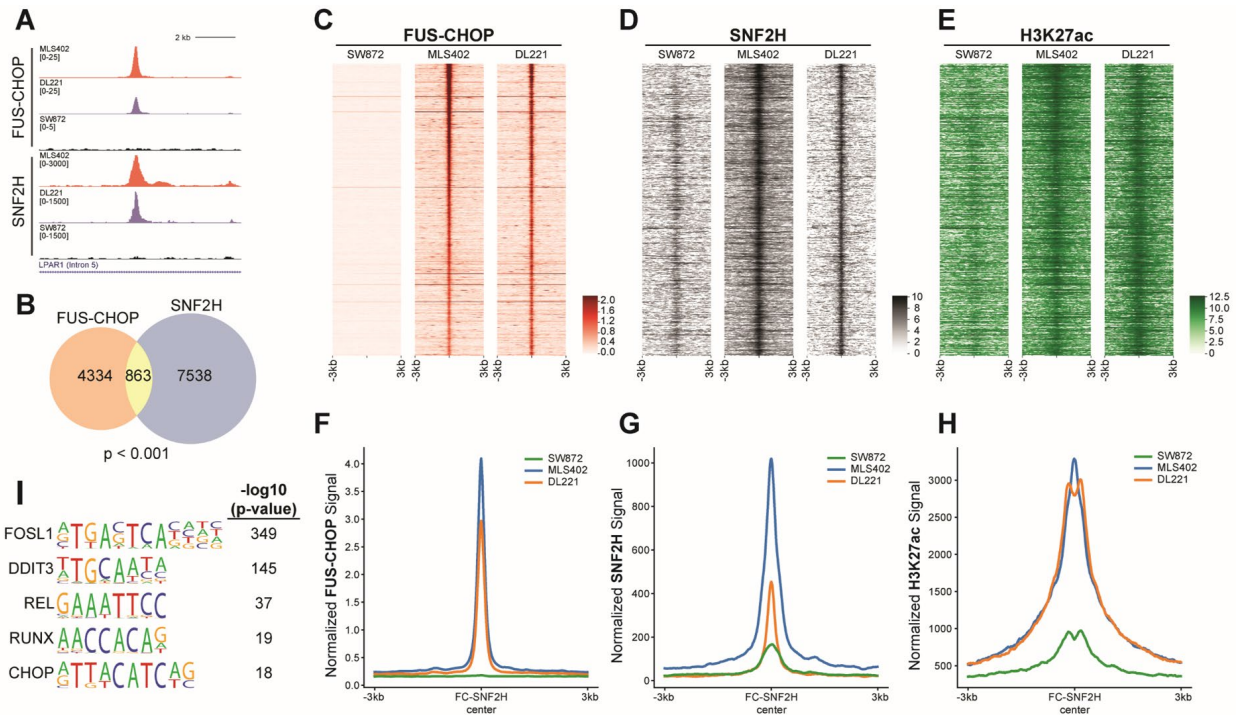 A
2 kb
FUS-CHOP
MLS402
[0-25]
DL221
[0-25]
SW872
[0-5]
SNF2H
MLS402
[0-3000]
DL221
[0-1500]
SW872
[0-1500]
LPAR1 (Intron 5)
B
FUS-CHOP
SNF2H
4334
863
7538
p < 0.001
C
FUS-CHOP
SW872 MLS402 DL221
2.0
1.6
1.2
0.8
0.4
0.0
-3kb 3kb -3kb 3kb -3kb 3kb
D
SNF2H
SW872 MLS402 DL221
10
8
6
4
2
0
-3kb 3kb -3kb 3kb -3kb 3kb
E
H3K27ac
SW872 MLS402 DL221
12.5
10.0
7.5
5.0
2.5
0.0
-3kb 3kb -3kb 3kb -3kb 3kb
F
Normalized FUS-CHOP Signal
4.0
3.5
3.0
2.5
2.0
1.5
1.0
0.5
0.0
SW872
MLS402
DL221
-3kb FC-SNF2H 3kb
center
G
Normalized SNF2H Signal
1000
800
600
400
200
0
SW872
MLS402
DL221
-3kb FC-SNF2H 3kb
center
H
Normalized H3K27ac Signal
3000
2500
2000
1500
1000
500
SW872
MLS402
DL221
-3kb FC-SNF2H 3kb
center
I
-log10
(p-value)
FOSL1 349
DDIT3 145
REL GAAATTCC 37
RUNX AACCACAG 19
CHOP 18